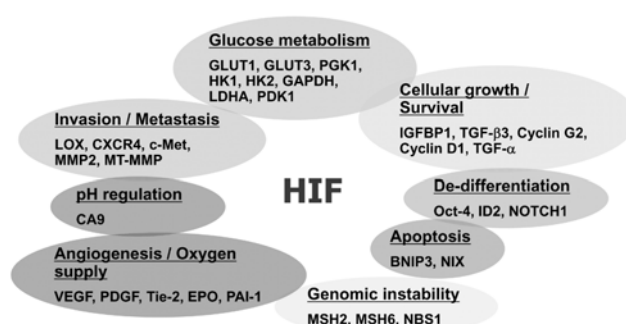 Glucose metabolism
GLUT1, GLUT3, PGK1,
HK1, HK2, GAPDH,
LDHA, PDK1
Cellular growth /
Survival
IGFBP1, TGF-β3, Cyclin G2,
Cyclin D1, TGF-α
Invasion / Metastasis
LOX, CXCR4, c-Met,
MMP2, MT-MMP
HIF
De-differentiation
Oct-4, ID2, NOTCH1
pH regulation
CA9
Apoptosis
BNIP3, NIX
Angiogenesis / Oxygen
supply
VEGF, PDGF, Tie-2, EPO, PAI-1
Genomic instability
MSH2, MSH6, NBS1